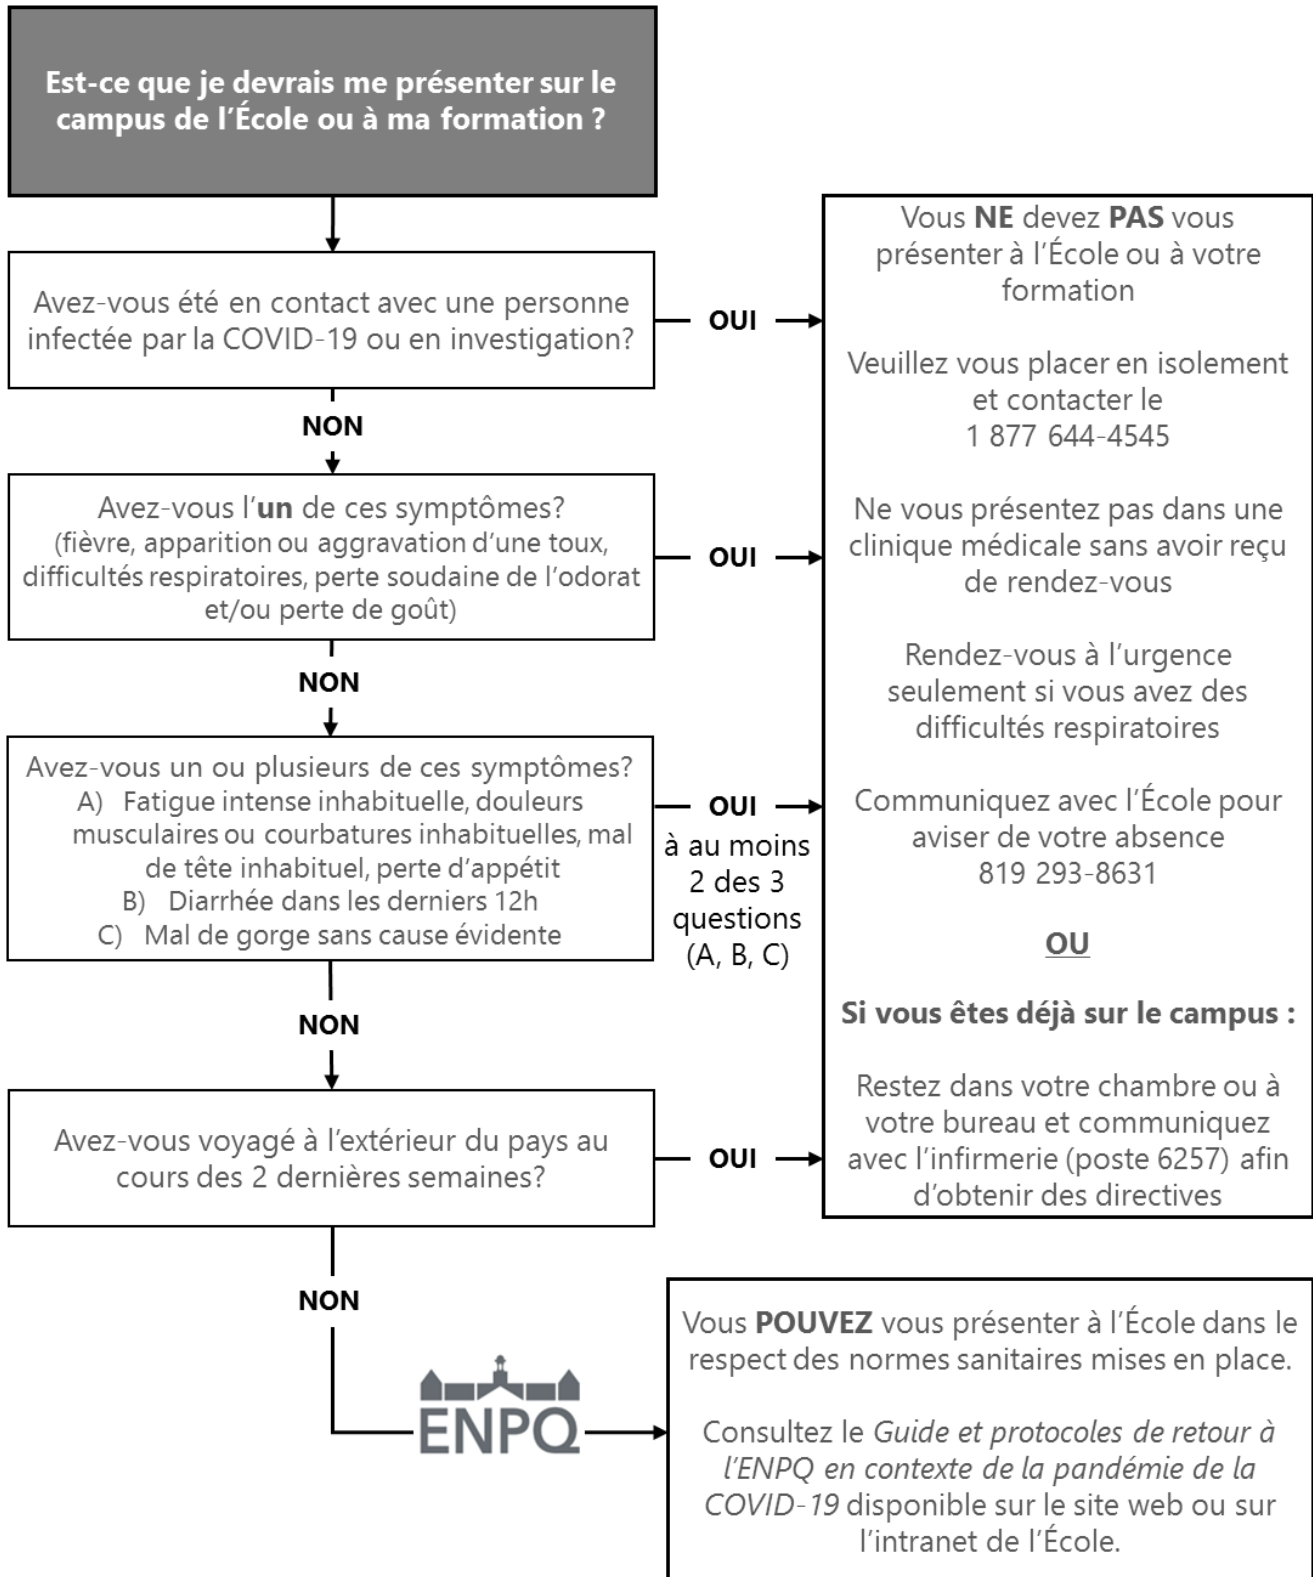 Est-ce que je devrais me présenter sur le
campus de l'École ou à ma formation ?
Avez-vous été en contact avec une personne
infectée par la COVID-19 ou en investigation?
OUI
NON
Avez-vous l'un de ces symptômes?
(fièvre, apparition ou aggravation d'une toux,
difficultés respiratoires, perte soudaine de l'odorat
et/ou perte de goût)
OUI
NON
Avez-vous un ou plusieurs de ces symptômes?
A) Fatigue intense inhabituelle, douleurs
musculaires ou courbatures inhabituelles, mal
de tête inhabituel, perte d'appétit
B) Diarrhée dans les derniers 12h
C) Mal de gorge sans cause évidente
OUI
à au moins
2 des 3
questions
(A, B, C)
NON
Avez-vous voyagé à l'extérieur du pays au
cours des 2 dernières semaines?
OUI
NON
Vous NE devez PAS vous
présenter à l'École ou à votre
formation
Veuillez vous placer en isolement
et contacter le
1 877 644-4545
Ne vous présentez pas dans une
clinique médicale sans avoir reçu
de rendez-vous
Rendez-vous à l'urgence
seulement si vous avez des
difficultés respiratoires
Communiquez avec l'École pour
aviser de votre absence
819 293-8631
OU
Si vous êtes déjà sur le campus :
Restez dans votre chambre ou à
votre bureau et communiquez
avec l'infirmerie (poste 6257) afin
d'obtenir des directives
ENPQ
Vous POUVEZ vous présenter à l'École dans le
respect des normes sanitaires mises en place.
Consultez le Guide et protocoles de retour à
l'ENPQ en contexte de la pandémie de la
COVID-19 disponible sur le site web ou sur
l'intranet de l'École.